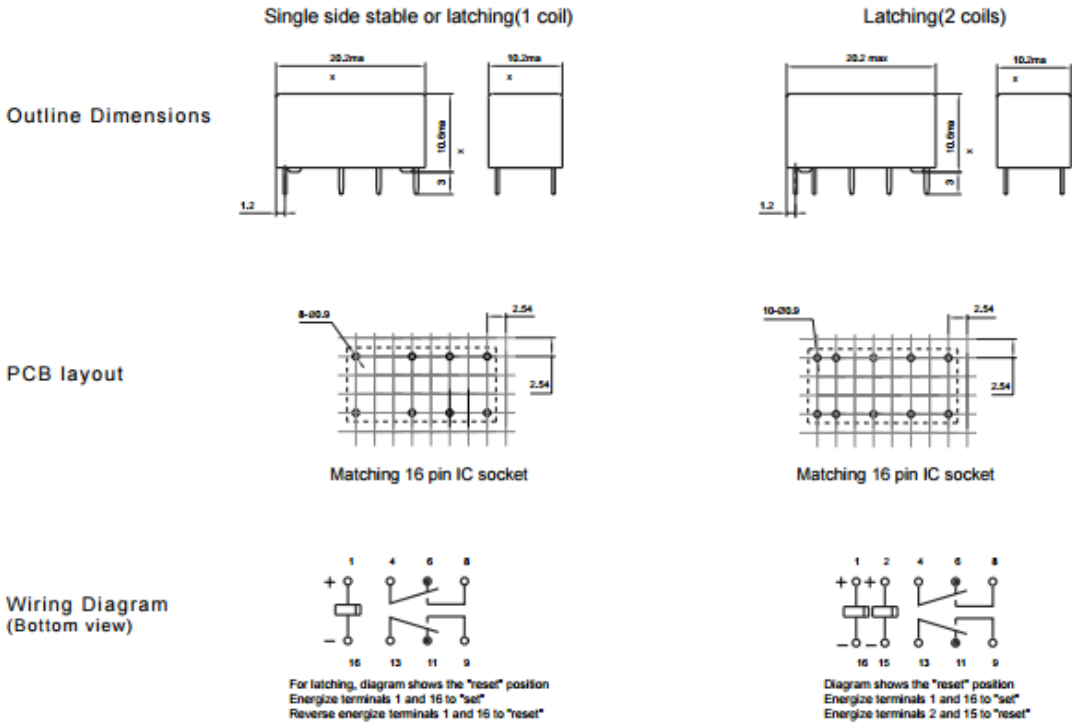 Single side stable or latching(1 coil)
Latching(2 coils)
Outline Dimensions
20.2ma
x
10.2ma
x
10.6ma
x
3
1.2
20.2 max
10.2ma
x
10.6ma
x
3
1.2
PCB layout
8-Ø0.9
2.54
2.54
Matching 16 pin IC socket
10-Ø0.9
2.54
2.54
Matching 16 pin IC socket
Wiring Diagram
(Bottom view)
1 4 6 8
+
−
16 13 11 9
For latching, diagram shows the "reset" position
Energize terminals 1 and 16 to "set"
Reverse energize terminals 1 and 16 to "reset"
1 2 4 6 8
+ +
− −
16 15 13 11 9
Diagram shows the "reset" position
Energize terminals 1 and 16 to "set"
Energize terminals 2 and 15 to "reset"